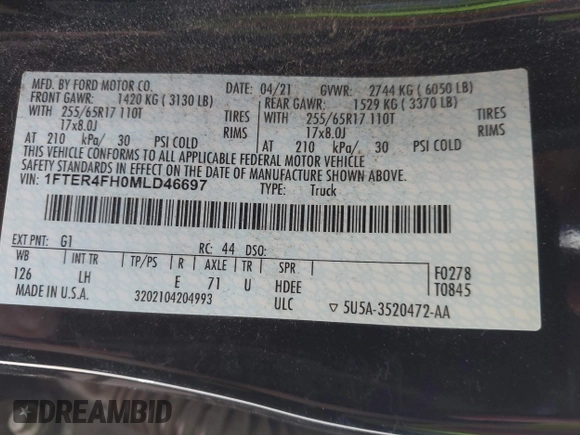 MFD. BY FORD MOTOR CO. DATE: 04/21 GVWR: 2744 KG ( 6050 LB)
FRONT GAWR: 1420 KG ( 3130 LB) REAR GAWR: 1529 KG ( 3370 LB)
WITH 255/65R17 110T TIRES WITH 255/65R17 110T TIRES
17x8.0J RIMS 17x8.0J RIMS
AT 210 kPa/ 30 PSI COLD AT 210 kPa/ 30 PSI COLD
THIS VEHICLE CONFORMS TO ALL APPLICABLE FEDERAL MOTOR VEHICLE
SAFETY STANDARDS IN EFFECT ON THE DATE OF MANUFACTURE SHOWN ABOVE.
VIN: 1FTER4FH0MLD46697 TYPE: Truck
EXT PNT: G1 RC: 44 DSO:
WB INT TR TP/PS R AXLE TR SPR F0278
126 LH E 71 U HDEE T0845
MADE IN U.S.A. 3202104204993 ULC ▽ 5U5A-3520472-AA
DREAMBID